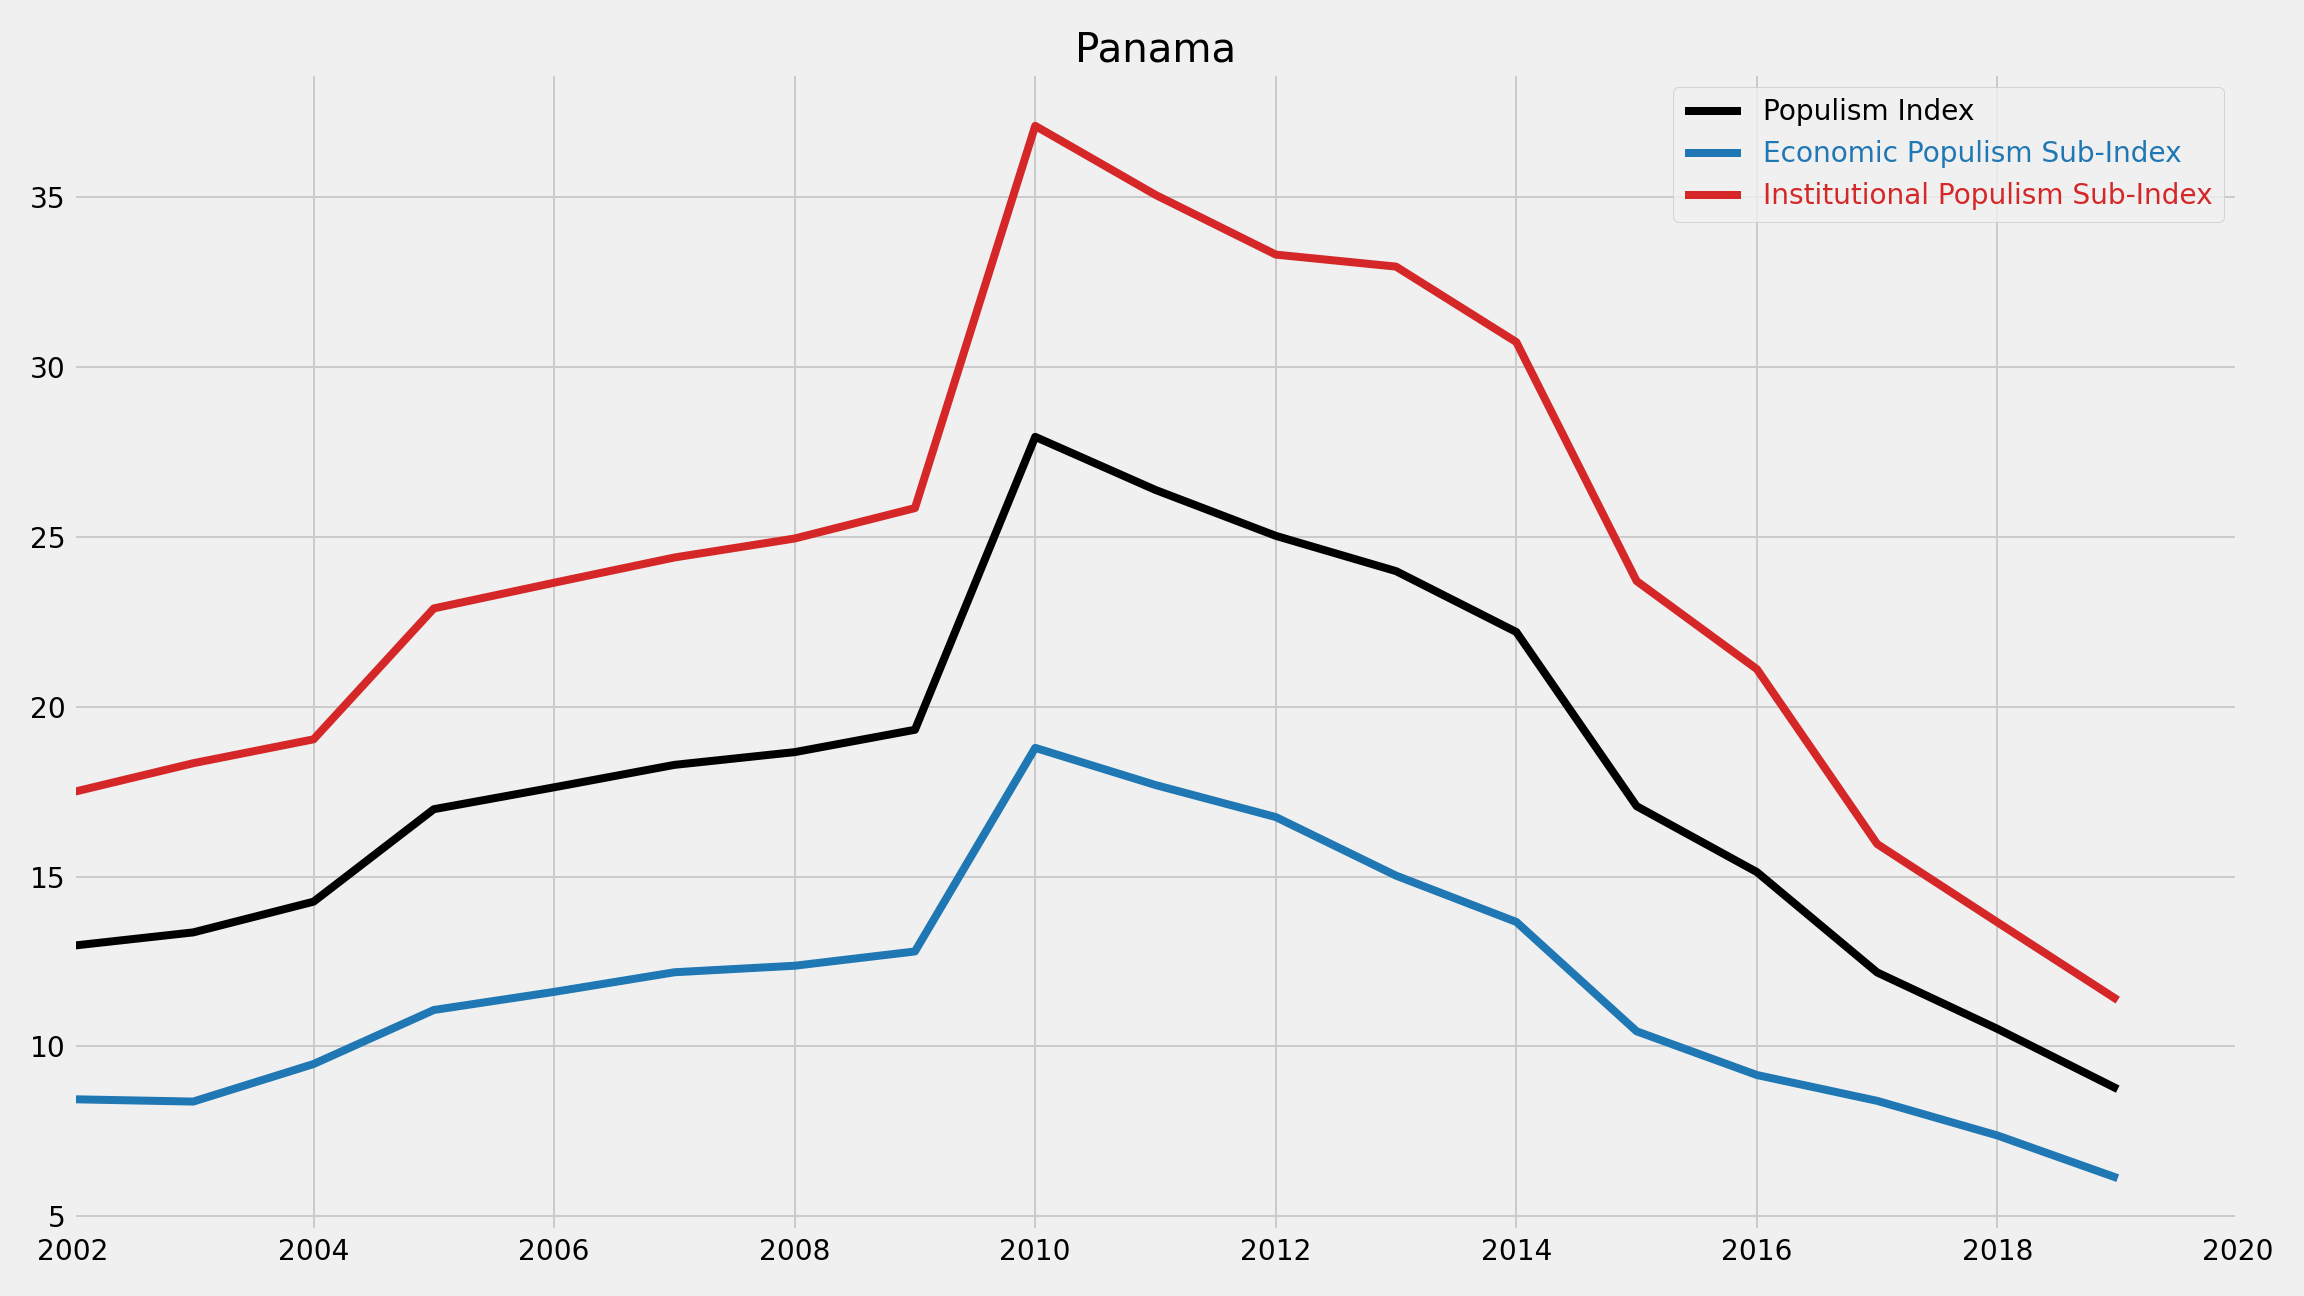 Panama
Populism Index
Economic Populism Sub-Index
Institutional Populism Sub-Index
35
30
25
20
15
10
5
2002 2004 2006 2008 2010 2012 2014 2016 2018 2020